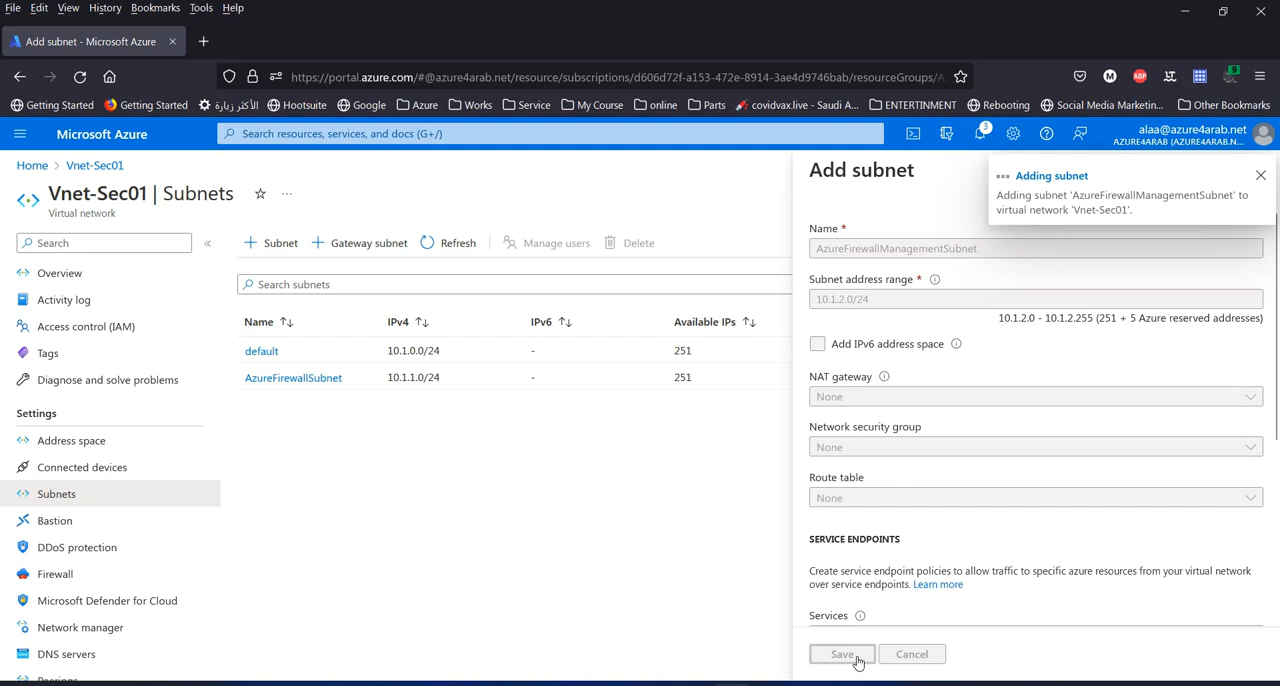 File Edit View History Bookmarks Tools Help
Add subnet - Microsoft Azure
https://portal.azure.com/#@azure4arab.net/resource/subscriptions/d606d72f-a153-472e-8914-3ae4d9746bab/resourceGroups/A
M ABP 9
Getting Started Getting Started الأكثر زيارة Hootsuite Google Azure Works Service My Course online Parts covidvax.live - Saudi A... ENTERTINMENT Rebooting Social Media Marketin... Other Bookmarks
Microsoft Azure
Search resources, services, and docs (G+/)
3
alaa@azure4arab.net
AZURE4ARAB (AZURE4ARAB.N...
Home > Vnet-Sec01
Vnet-Sec01 | Subnets
Virtual network
Search
Overview
Activity log
Access control (IAM)
Tags
Diagnose and solve problems
Settings
Address space
Connected devices
Subnets
Bastion
DDoS protection
Firewall
Microsoft Defender for Cloud
Network manager
DNS servers
Peerings
+ Subnet + Gateway subnet Refresh Manage users Delete
Search subnets
Name IPv4 IPv6 Available IPs
default 10.1.0.0/24 - 251
AzureFirewallSubnet 10.1.1.0/24 - 251
Add subnet
Adding subnet
Adding subnet 'AzureFirewallManagementSubnet' to
virtual network 'Vnet-Sec01'.
Name *
AzureFirewallManagementSubnet
Subnet address range *
10.1.2.0/24
10.1.2.0 - 10.1.2.255 (251 + 5 Azure reserved addresses)
Add IPv6 address space
NAT gateway
None
Network security group
None
Route table
None
SERVICE ENDPOINTS
Create service endpoint policies to allow traffic to specific azure resources from your virtual network
over service endpoints. Learn more
Services
Save Cancel